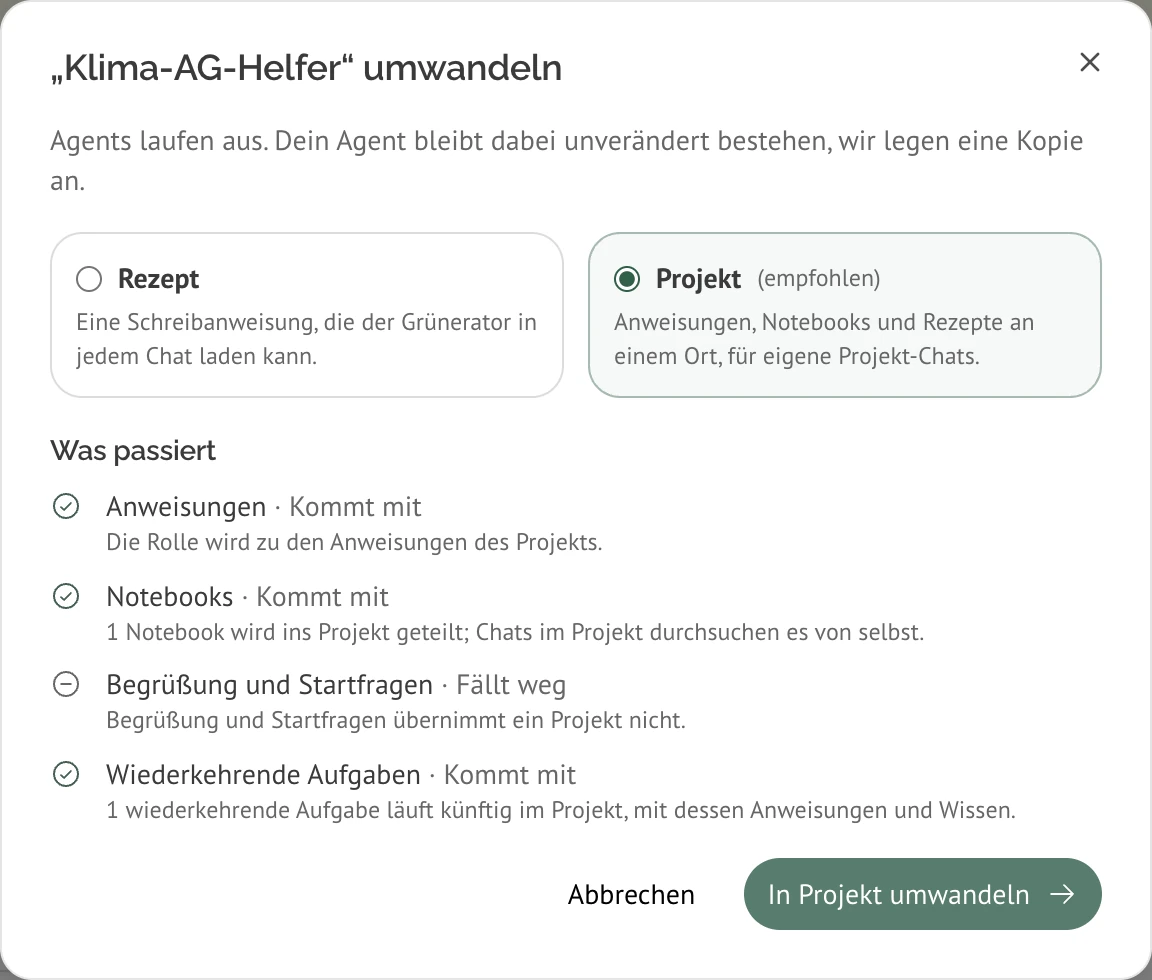 „Klima-AG-Helfer“ umwandeln
Agents laufen aus. Dein Agent bleibt dabei unverändert bestehen, wir legen eine Kopie
an.
Rezept
Eine Schreibanweisung, die der Grünerator in
jedem Chat laden kann.
Projekt (empfohlen)
Anweisungen, Notebooks und Rezepte an
einem Ort, für eigene Projekt-Chats.
Was passiert
Anweisungen · Kommt mit
Die Rolle wird zu den Anweisungen des Projekts.
Notebooks · Kommt mit
1 Notebook wird ins Projekt geteilt; Chats im Projekt durchsuchen es von selbst.
Begrüßung und Startfragen · Fällt weg
Begrüßung und Startfragen übernimmt ein Projekt nicht.
Wiederkehrende Aufgaben · Kommt mit
1 wiederkehrende Aufgabe läuft künftig im Projekt, mit dessen Anweisungen und Wissen.
Abbrechen
In Projekt umwandeln →